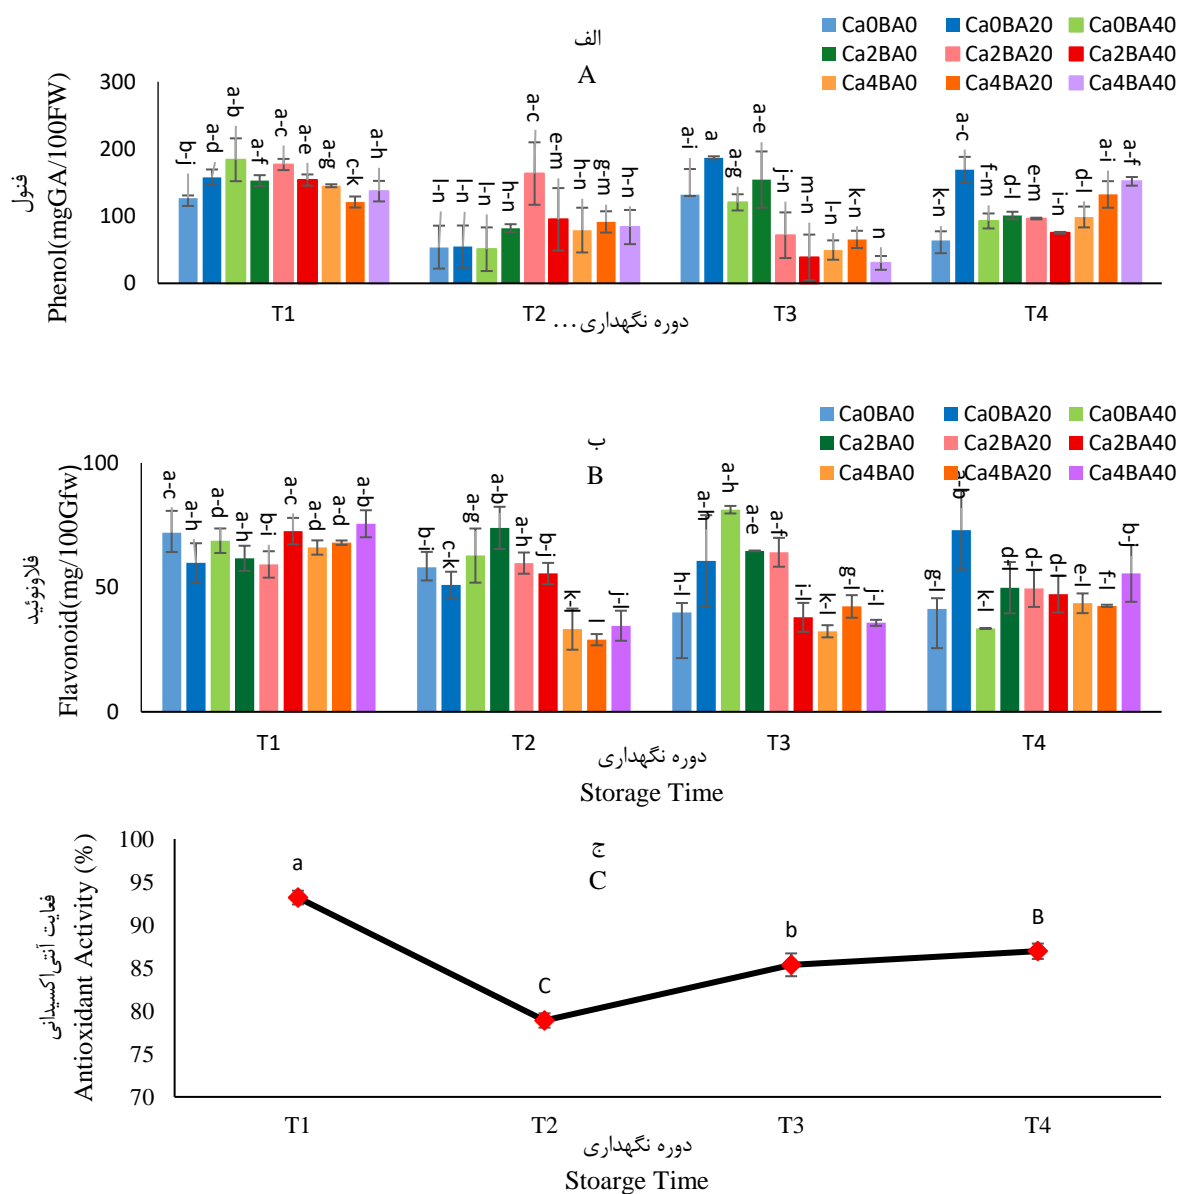 الف
A
Ca0BA0 Ca0BA20 Ca0BA40
Ca2BA0 Ca2BA20 Ca2BA40
Ca4BA0 Ca4BA20 Ca4BA40
فنول
Phenol(mgGA/100FW)
300
200
100
0
b-j a-d a-b a-f a-c a-e a-g c-k a-h
l-n l-n l-n h-n a-c e-m h-n g-m h-n
a-i a a-g a-e j-n m-n l-n k-n n
k-n a-c f-m d-l e-m i-n d-l a-i a-f
T1 T2 T3 T4
دوره نگهداری...
ب
B
Ca0BA0 Ca0BA20 Ca0BA40
Ca2BA0 Ca2BA20 Ca2BA40
Ca4BA0 Ca4BA20 Ca4BA40
فلاونوئید
Flavonoid(mg/100Gfw)
100
50
0
a-c a-h a-d a-h b-i a-c a-d a-d a-b
b-j c-k a-g a-b a-h b-j k-l l j-l
h-l a-h a-h a-e a-f i-l k-l g-l j-l
g-l a-b k-l d-l d-l d-l e-l f-l b-j
T1 T2 T3 T4
دوره نگهداری
Storage Time
ج
C
فعایت آنتی‌اکسیدانی
Antioxidant Activity (%)
100
95
90
85
80
75
70
a C b B
T1 T2 T3 T4
دوره نگهداری
Stoarge Time